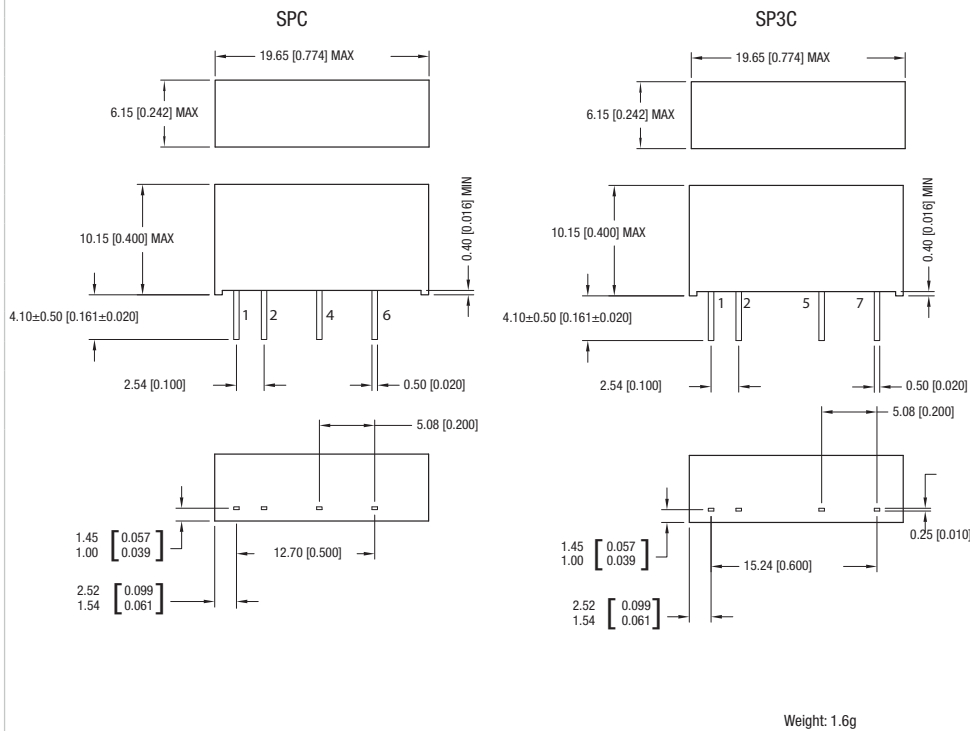 SPC
19.65 [0.774] MAX
6.15 [0.242] MAX
10.15 [0.400] MAX
0.40 [0.016] MIN
4.10±0.50 [0.161±0.020]
1 2 4 6
2.54 [0.100]
0.50 [0.020]
5.08 [0.200]
1.45 [0.057
1.00 0.039]
12.70 [0.500]
2.52 [0.099
1.54 0.061]
SP3C
19.65 [0.774] MAX
6.15 [0.242] MAX
10.15 [0.400] MAX
0.40 [0.016] MIN
4.10±0.50 [0.161±0.020]
1 2 5 7
2.54 [0.100]
0.50 [0.020]
5.08 [0.200]
0.25 [0.010]
1.45 [0.057
1.00 0.039]
15.24 [0.600]
2.52 [0.099
1.54 0.061]
Weight: 1.6g